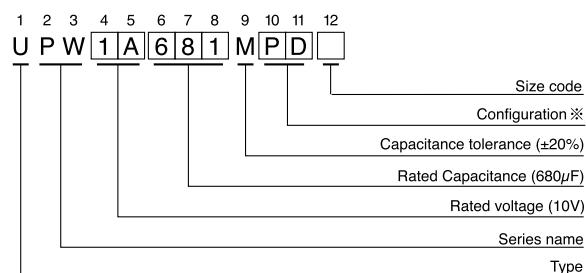 1 2 3 4 5 6 7 8 9 10 11 12
U P W 1 A 6 8 1 M P D
Size code
Configuration ※
Capacitance tolerance (±20%)
Rated Capacitance (680µF)
Rated voltage (10V)
Series name
Type